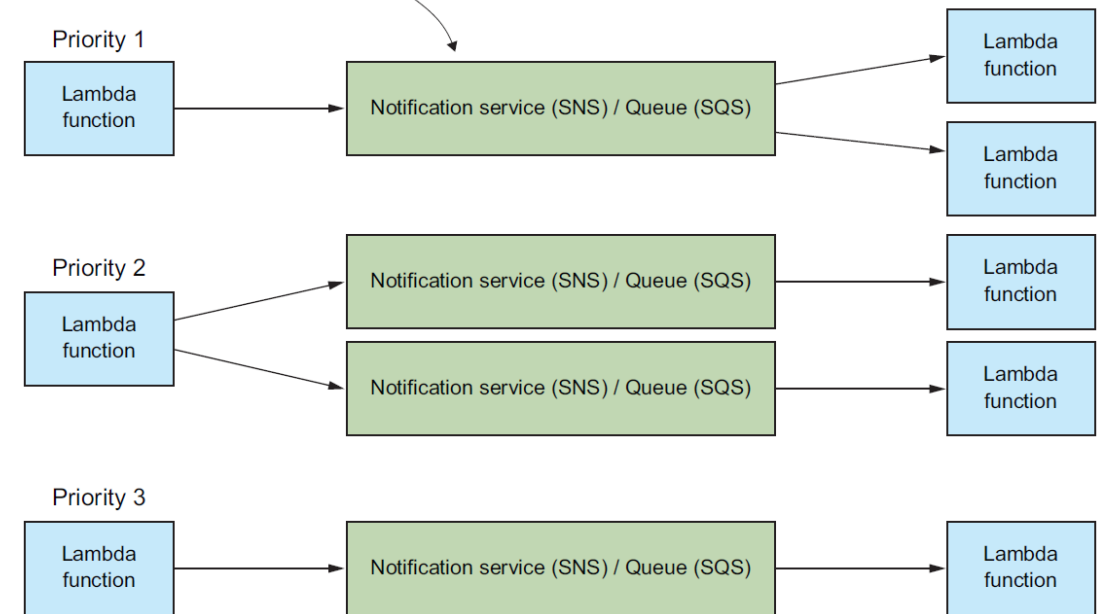 Priority 1
Lambda
function
Notification service (SNS) / Queue (SQS)
Lambda
function
Lambda
function
Priority 2
Lambda
function
Notification service (SNS) / Queue (SQS)
Lambda
function
Notification service (SNS) / Queue (SQS)
Lambda
function
Priority 3
Lambda
function
Notification service (SNS) / Queue (SQS)
Lambda
function